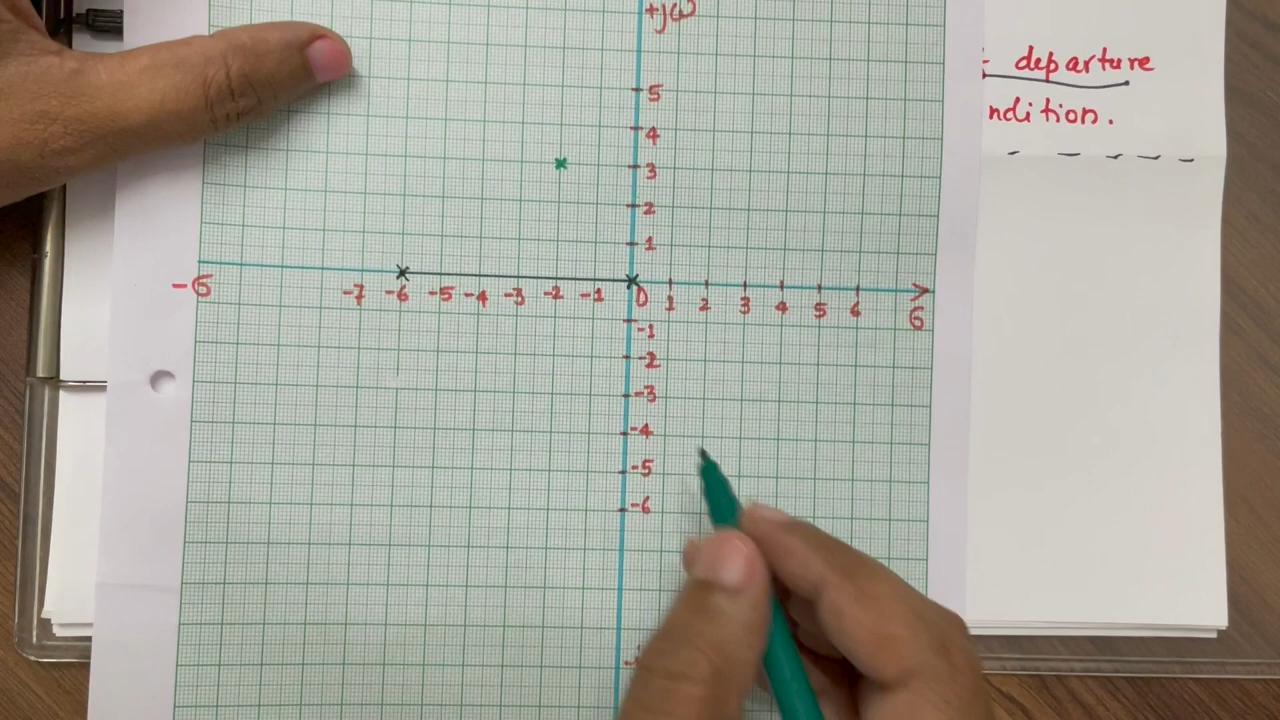 +jω
departure
ndition.
5
4
3
2
1
-6 -7 -6 -5 -4 -3 -2 -1 0 1 2 3 4 5 6 6
-1
-2
-3
-4
-5
-6